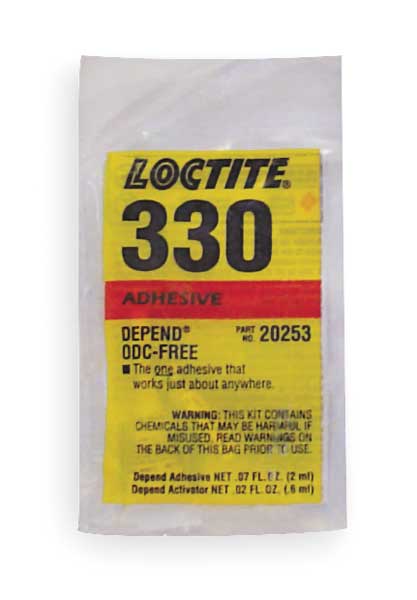 LOCTITE®
330
ADHESIVE
DEPEND® PART NO. 20253
ODC-FREE
■ The one adhesive that
works just about anywhere.
WARNING: THIS KIT CONTAINS
CHEMICALS THAT MAY BE HARMFUL IF
MISUSED. READ WARNINGS ON
THE BACK OF THIS BAG PRIOR TO USE.
Depend Adhesive NET .07 FL. OZ. (2 ml)
Depend Activator NET .02 FL. OZ. (.6 ml)